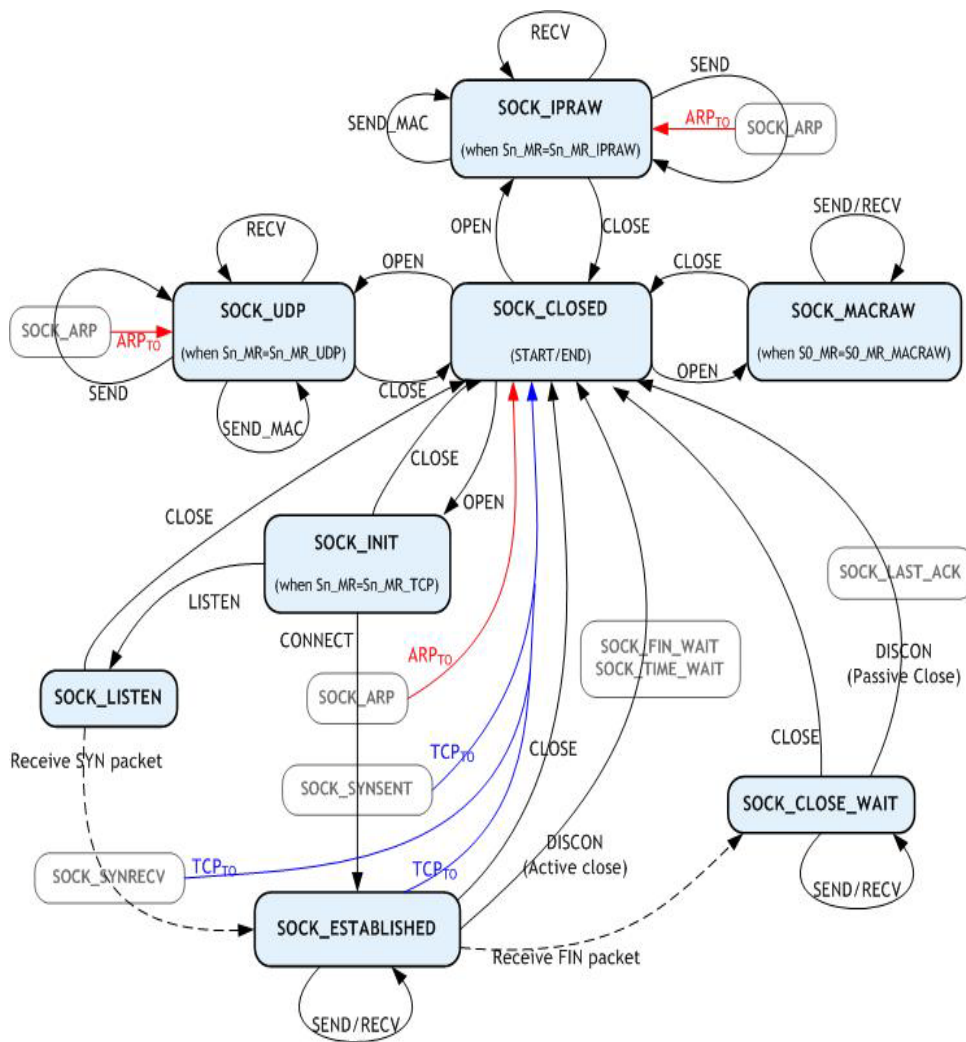 RECV
SEND
SOCK_IPRAW
SEND_MAC
ARPTO
SOCK_ARP
(when Sn_MR=Sn_MR_IPRAW)
SEND/RECV
RECV
OPEN
CLOSE
OPEN
CLOSE
SOCK_UDP
SOCK_CLOSED
SOCK_MACRAW
SOCK_ARP
ARPTO
(when Sn_MR=Sn_MR_UDP)
(START/END)
(when S0_MR=S0_MR_MACRAW)
SEND
CLOSE
OPEN
SEND_MAC
CLOSE
OPEN
CLOSE
SOCK_INIT
(when Sn_MR=Sn_MR_TCP)
SOCK_LAST_ACK
LISTEN
CONNECT
SOCK_FIN_WAIT
SOCK_TIME_WAIT
ARPTO
DISCON
(Passive Close)
SOCK_LISTEN
SOCK_ARP
Receive SYN packet
TCPTO
CLOSE
CLOSE
SOCK_SYNSENT
SOCK_CLOSE_WAIT
DISCON
(Active close)
SOCK_SYNRECV
TCPTO
TCPTO
SEND/RECV
SOCK_ESTABLISHED
Receive FIN packet
SEND/RECV